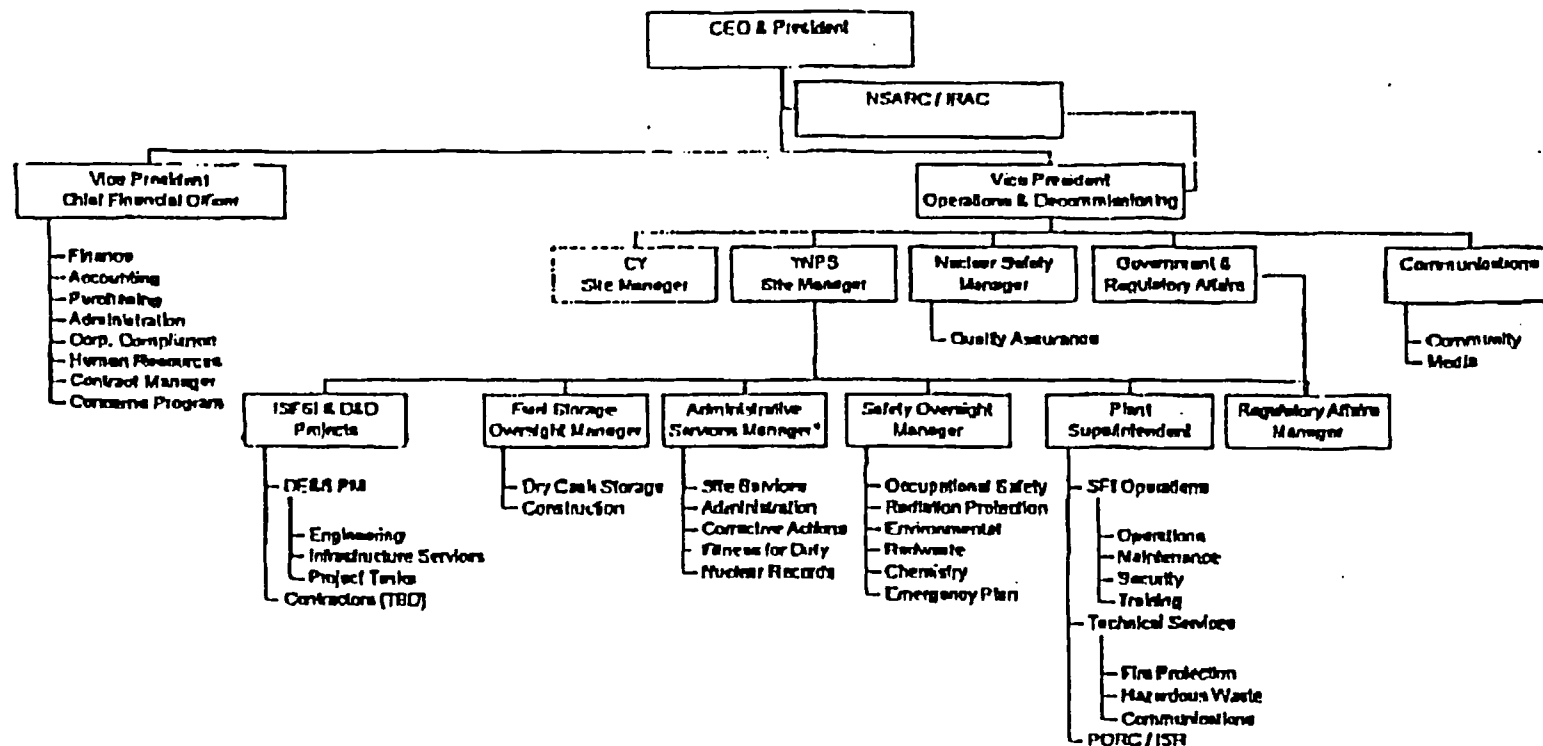 CEO & President
NSARC / IRAC
Vice President
Chief Financial Officer
Vice President
Operations & Decommissioning
Finance
Accounting
Purchasing
Administration
Corp. Compliance
Human Resources
Contract Manager
Concerns Program
CY
Site Manager
YNPS
Site Manager
Nuclear Safety
Manager
Government &
Regulatory Affairs
Communications
Quality Assurance
Community
Media
ISFSI & D&D
Projects
Fuel Storage
Oversight Manager
Administrative
Services Manager*
Safety Oversight
Manager
Plant
Superintendent
Regulatory Affairs
Manager
DE&S PM
Engineering
Infrastructure Services
Project Tasks
Contractors (TBD)
Dry Cask Storage
Construction
Site Services
Administration
Corrective Actions
Fitness for Duty
Nuclear Records
Occupational Safety
Radiation Protection
Environmental
Radwaste
Chemistry
Emergency Plan
SFI Operations
Operations
Maintenance
Security
Training
Technical Services
Fire Protection
Hazardous Waste
Communications
PORC / ISR